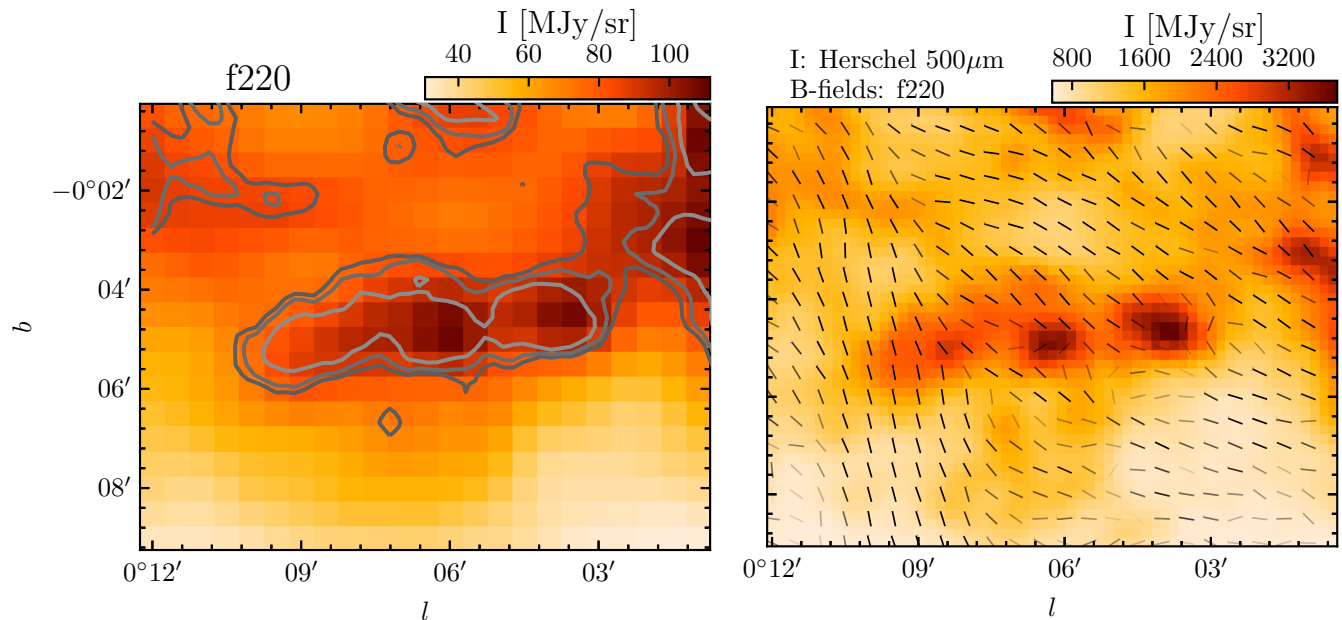 I [MJy/sr]
40 60 80 100
f220
−0°02′
04′
06′
08′
b
0°12′ 09′ 06′ 03′
l
I [MJy/sr]
I: Herschel 500μm
800 1600 2400 3200
B-fields: f220
0°12′ 09′ 06′ 03′
l